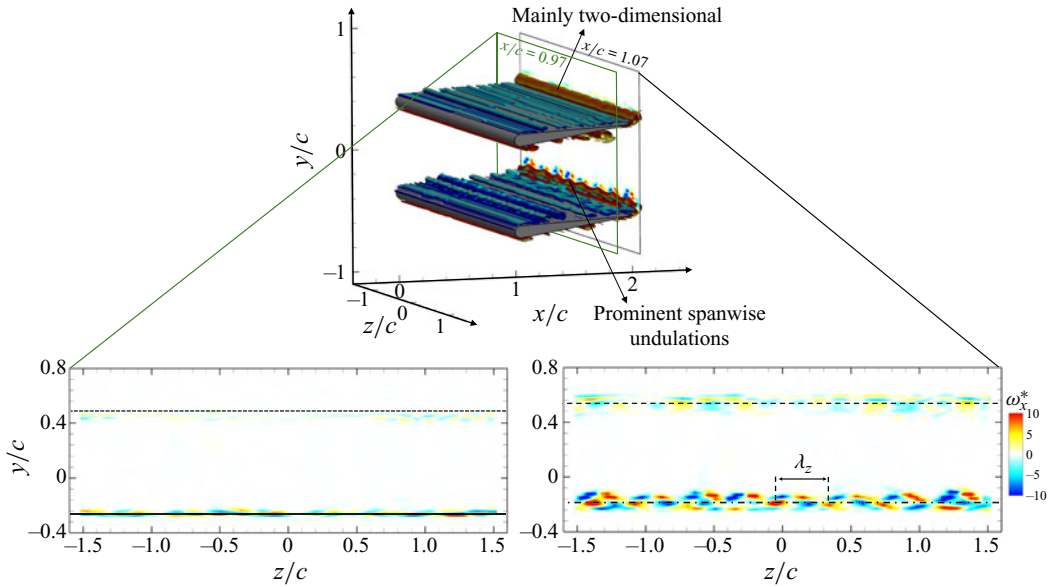 Mainly two-dimensional
x/c = 0.97
x/c = 1.07
1
y/c
0
–1
–1
0
1
z/c
0
1
2
x/c
Prominent spanwise
undulations
0.8
0.4
y/c
0
–0.4
–1.5 –1.0 –0.5 0 0.5 1.0 1.5
z/c
0.8
0.4
0
–0.4
λz
–1.5 –1.0 –0.5 0 0.5 1.0 1.5
z/c
ω*x
10
5
0
–5
–10